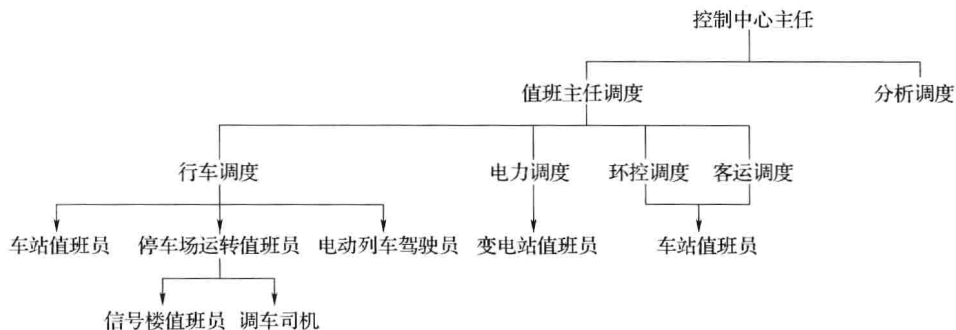 控制中心主任
值班主任调度
分析调度
行车调度
电力调度
环控调度
客运调度
车站值班员
停车场运转值班员
电动列车驾驶员
变电站值班员
车站值班员
信号楼值班员
调车司机